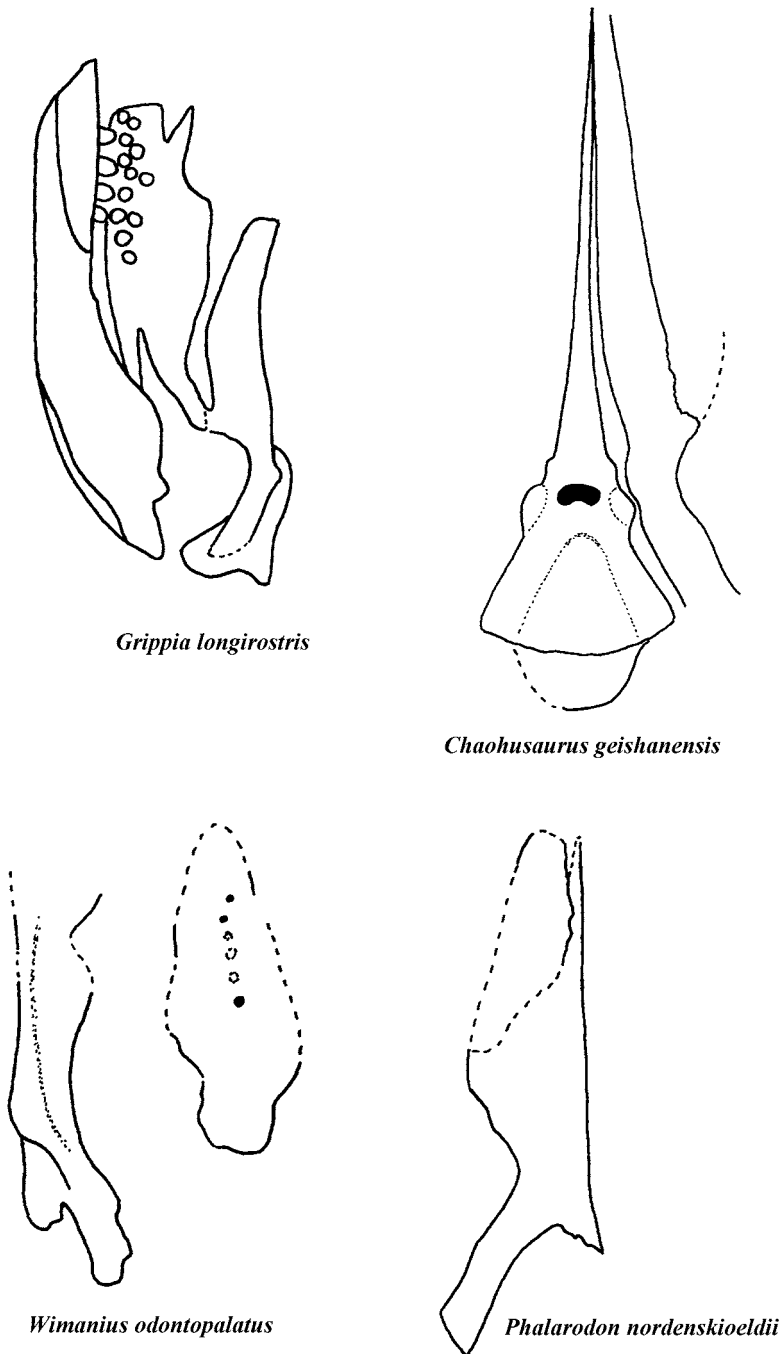 Grippia longirostris
Chaohusaurus geishanensis
Wimanius odontopalatus
Phalarodon nordenskioeldii